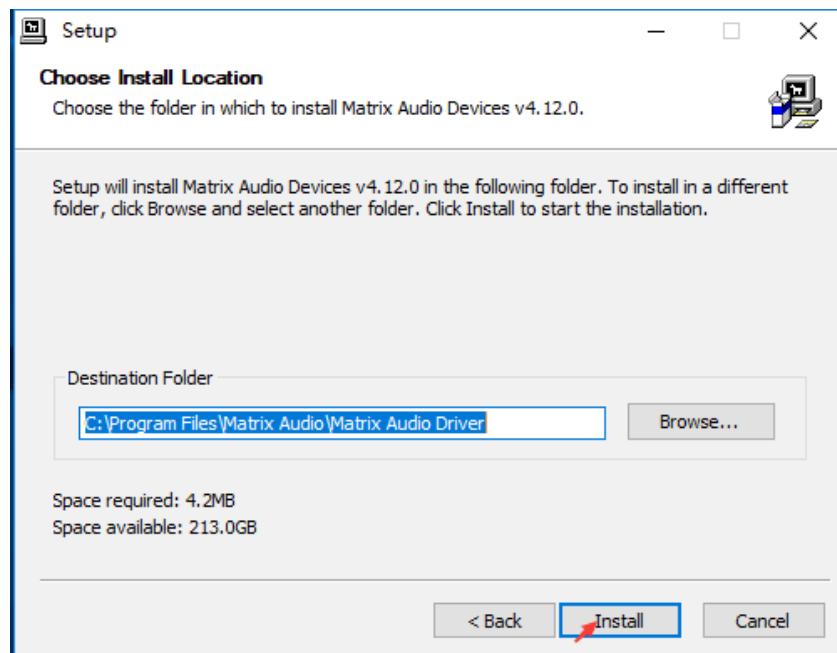 Setup
Choose Install Location
Choose the folder in which to install Matrix Audio Devices v4.12.0.
Setup will install Matrix Audio Devices v4.12.0 in the following folder. To install in a different
folder, click Browse and select another folder. Click Install to start the installation.
Destination Folder
C:\Program Files\Matrix Audio\Matrix Audio Driver
Browse...
Space required: 4.2MB
Space available: 213.0GB
< Back
Install
Cancel